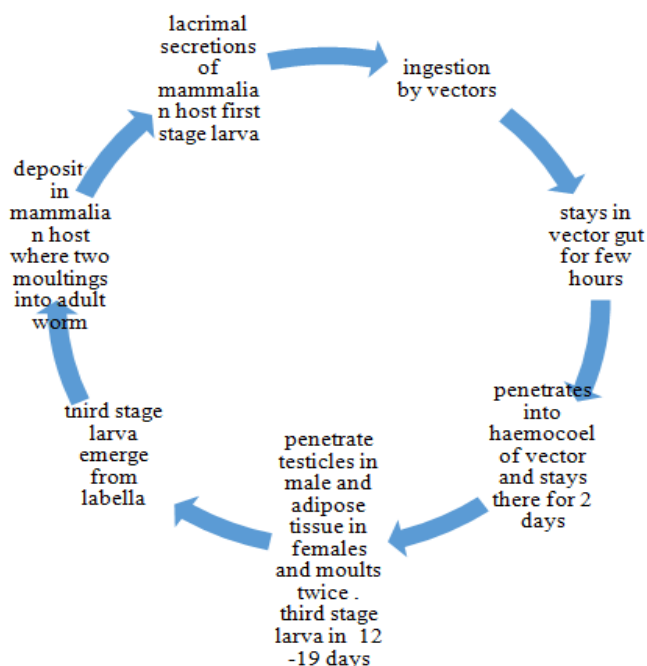 lacrimal
secretions
of
mammalia
n host first
stage larva
ingestion
by vectors
stays in
vector gut
for few
hours
penetrates
into
haemocoel
of vector
and stays
there for 2
days
penetrate
testicles in
male and
adipose
tissue in
females
and moults
twice .
third stage
larva in 12
-19 days
third stage
larva
emerge
from
labella
deposit
in
mammalia
n host
where two
moultings
into adult
worm